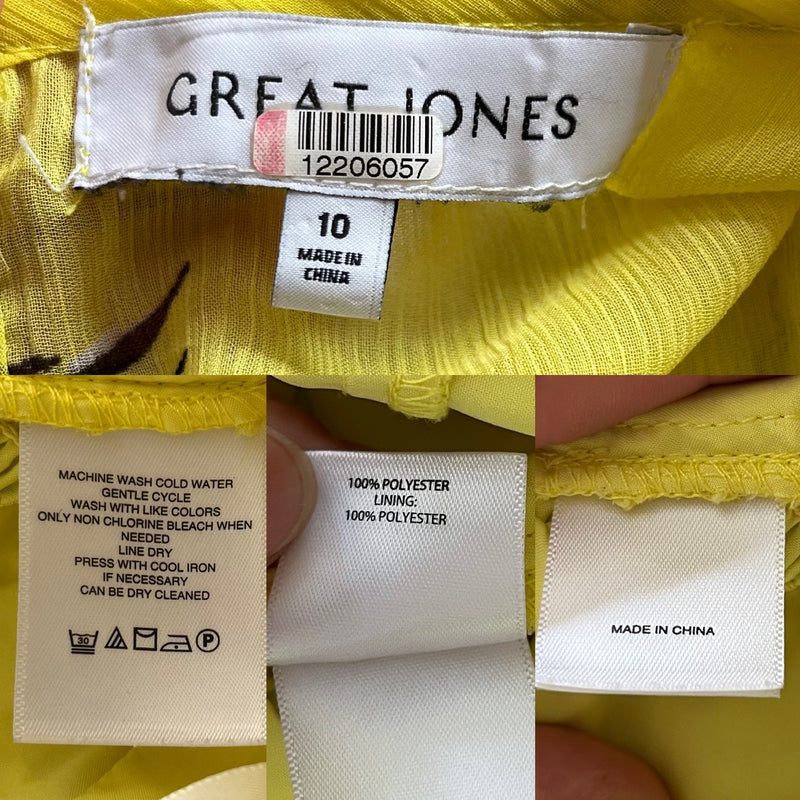 GREAT JONES
12206057
10
MADE IN
CHINA
MACHINE WASH COLD WATER
GENTLE CYCLE
WASH WITH LIKE COLORS
ONLY NON CHLORINE BLEACH WHEN
NEEDED
LINE DRY
PRESS WITH COOL IRON
IF NECESSARY
CAN BE DRY CLEANED
30
P
100% POLYESTER
LINING:
100% POLYESTER
MADE IN CHINA